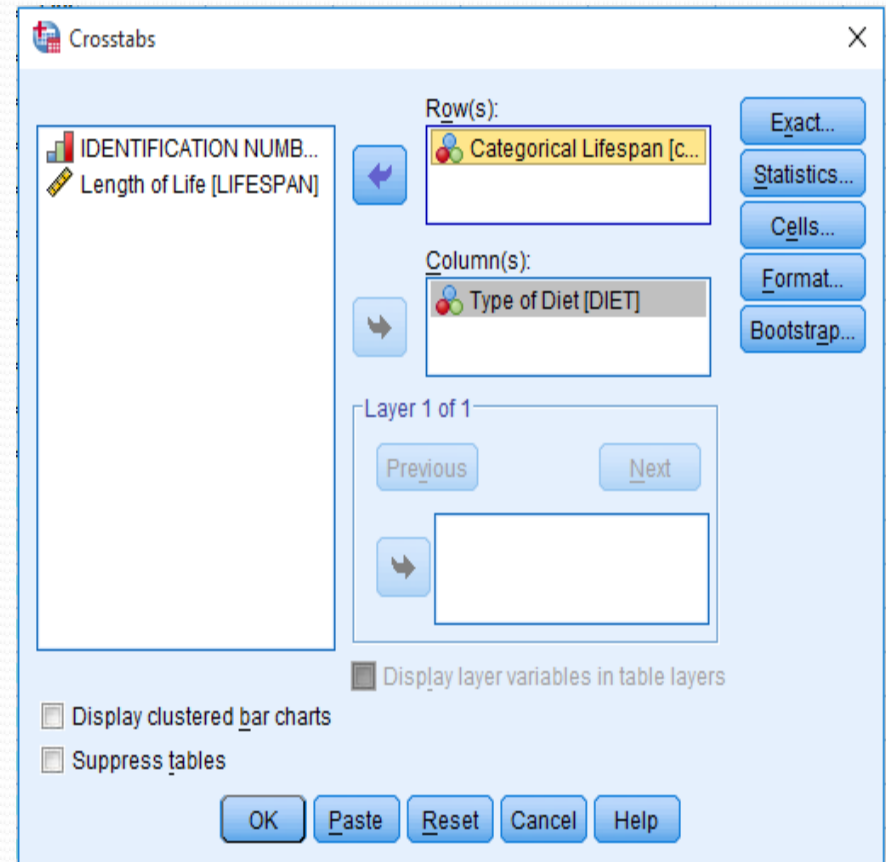 Crosstabs
IDENTIFICATION NUMB...
Length of Life [LIFESPAN]
Row(s):
Categorical Lifespan [c...
Column(s):
Type of Diet [DIET]
Layer 1 of 1
Previous
Next
Display layer variables in table layers
Exact...
Statistics...
Cells...
Format...
Bootstrap...
Display clustered bar charts
Suppress tables
OK
Paste
Reset
Cancel
Help